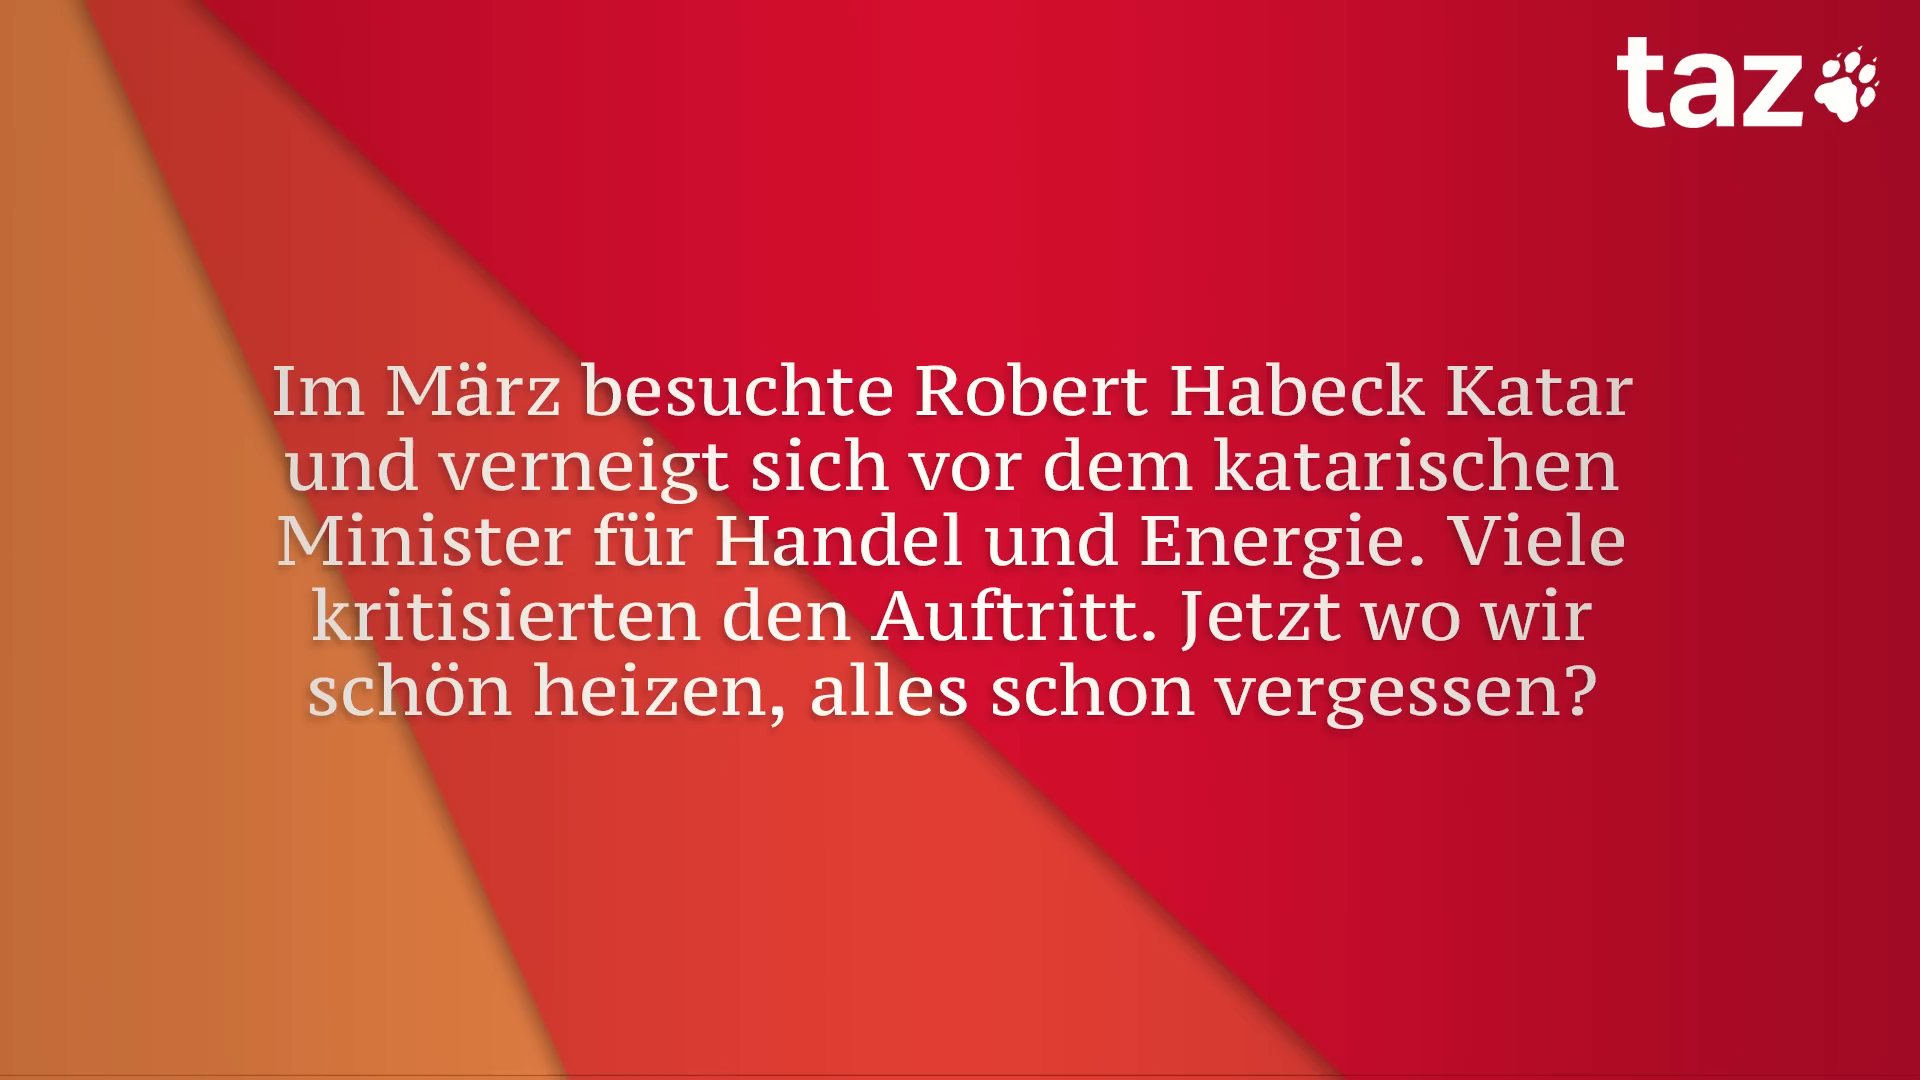 taz
Im März besuchte Robert Habeck Katar
und verneigt sich vor dem katarischen
Minister für Handel und Energie. Viele
kritisierten den Auftritt. Jetzt wo wir
schön heizen, alles schon vergessen?